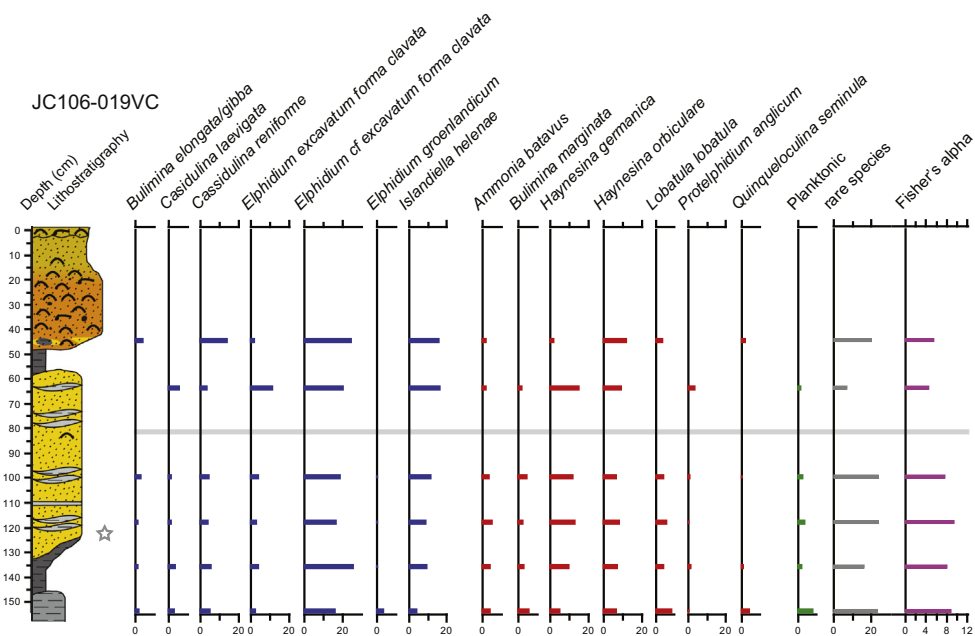 JC106-019VC
Depth (cm)
Lithostratigraphy
Bulimina elongata/gibba
Casidulina laevigata
Cassidulina reniforme
Elphidium excavatum forma clavata
Elphidium cf excavatum forma clavata
Elphidium groenlandicum
Islandiella helenae
Ammonia batavus
Bulimina marginata
Haynesina germanica
Haynesina orbiculare
Lobatula lobatula
Protelphidium anglicum
Quinqueloculina seminula
Planktonic
rare species
Fisher's alpha
0
10
20
30
40
50
60
70
80
90
100
110
120
130
140
150
0 0 0 20 0 20 0 20 0 0 20 0 0 0 20 0 20 0 0 0 0 0 20 0 4 8 12